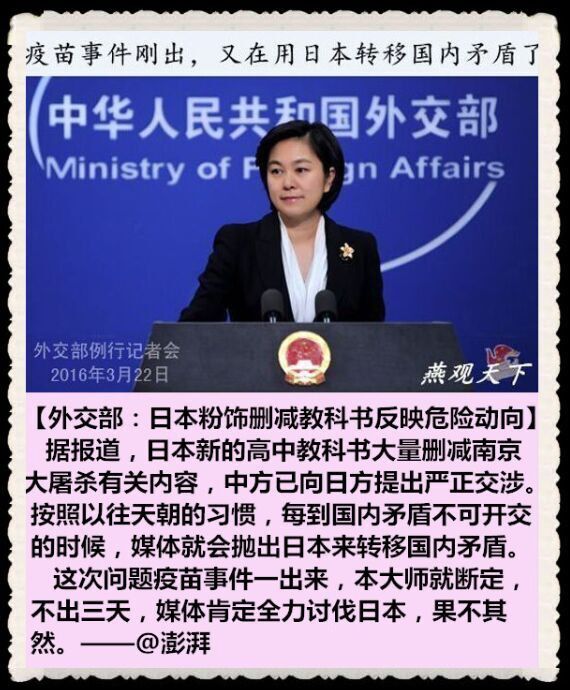 疫苗事件刚出，又在用日本转移国内矛盾了
中华人民共和国外交部
Ministry of Foreign Affairs
外交部例行记者会
2016年3月22日
燕观天下
【外交部：日本粉饰删减教科书反映危险动向】
据报道，日本新的高中教科书大量删减南京
大屠杀有关内容，中方已向日方提出严正交涉。
按照以往天朝的习惯，每到国内矛盾不可开交
的时候，媒体就会抛出日本来转移国内矛盾。
这次问题疫苗事件一出来，本大师就断定，
不出三天，媒体肯定全力讨伐日本，果不其
然。——@澎湃